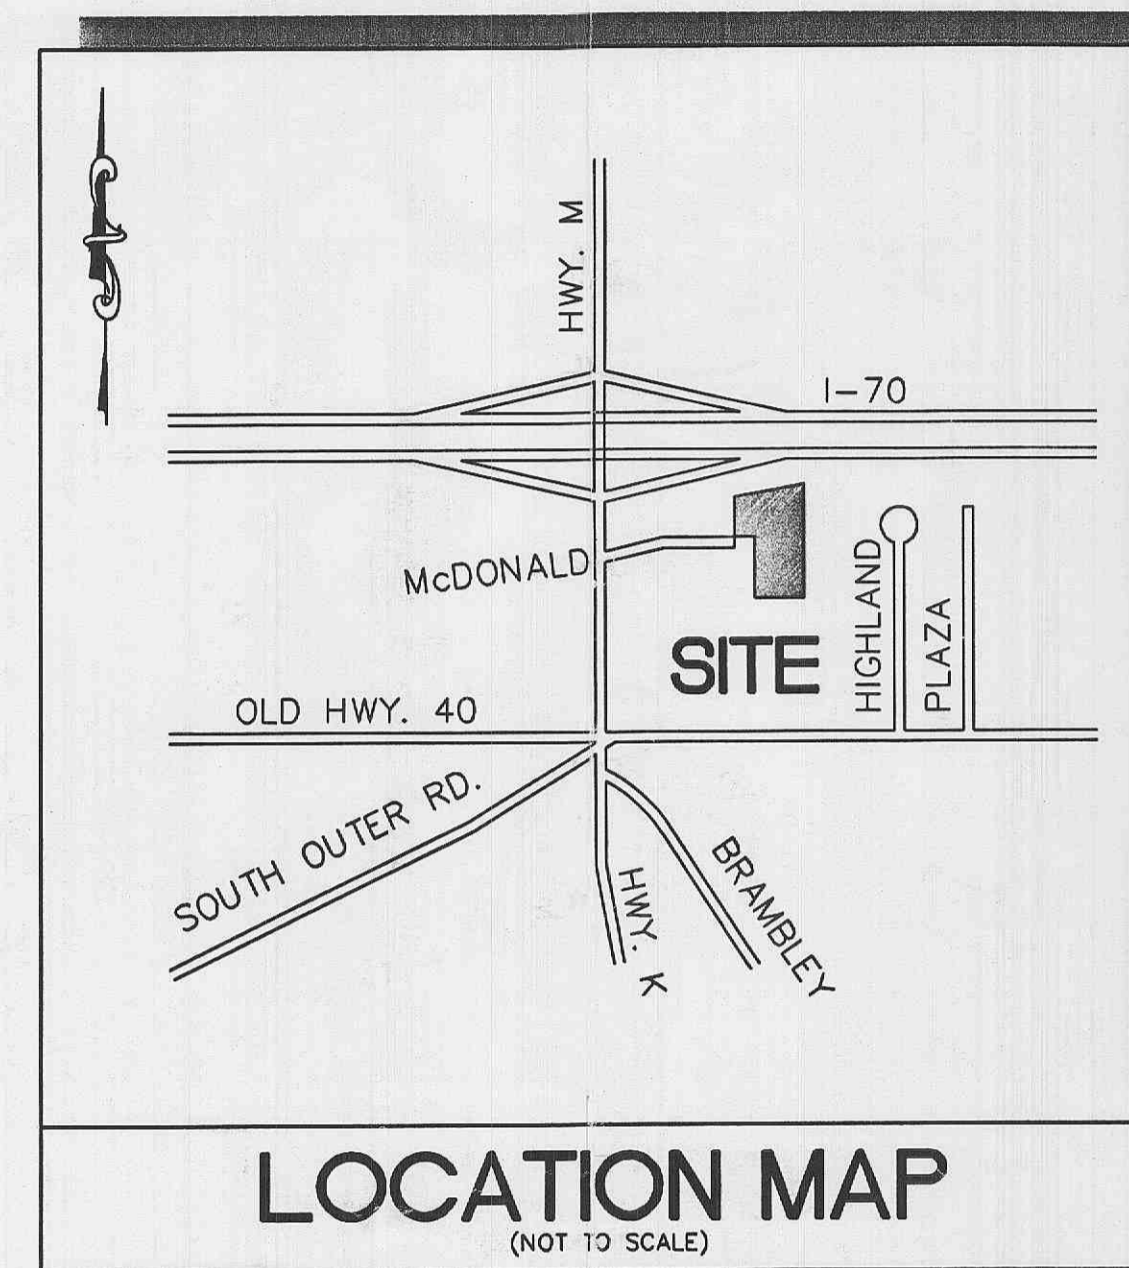 HWY. M
I-70
McDONALD
SITE
HIGHLAND
PLAZA
OLD HWY. 40
SOUTH OUTER RD.
HWY. K
BRAMBLEY
LOCATION MAP
(NOT TO SCALE)